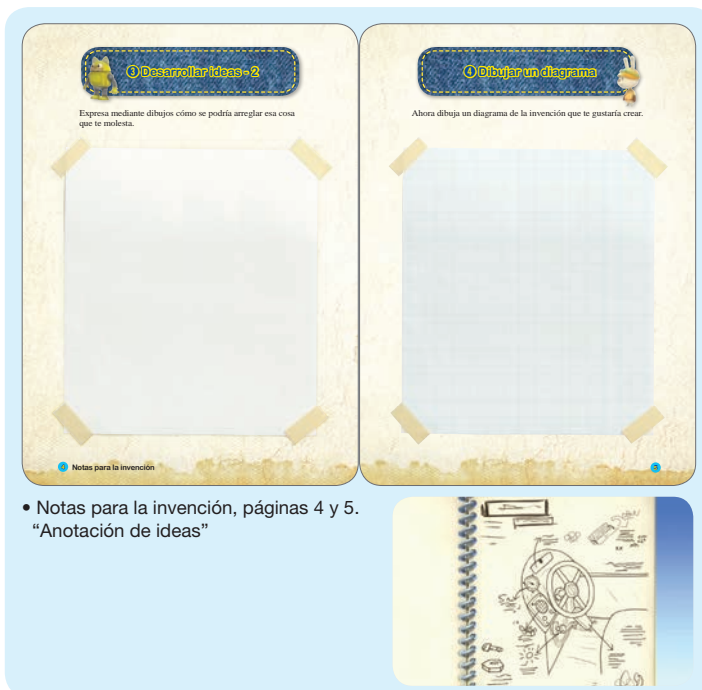 ③ Desarrollar ideas - 2
Expresa mediante dibujos cómo se podría arreglar esa cosa
que te molesta.
4 Notas para la invención
④ Dibujar un diagrama
Ahora dibuja un diagrama de la invención que te gustaría crear.
5
• Notas para la invención, páginas 4 y 5.
“Anotación de ideas”